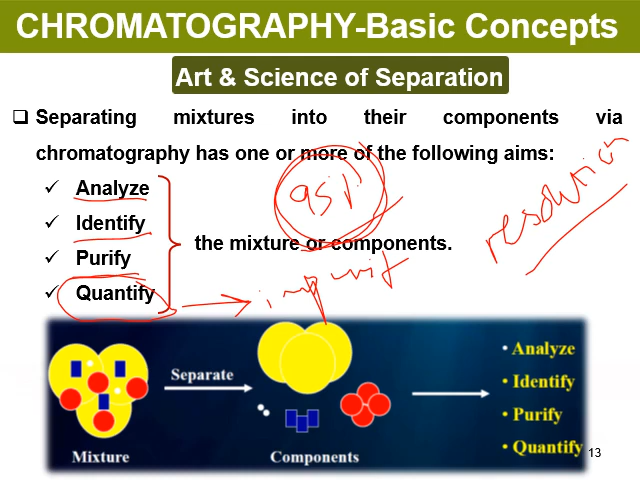 CHROMATOGRAPHY-Basic Concepts
Art & Science of Separation
❑ Separating mixtures into their components via
chromatography has one or more of the following aims:
✓ Analyze
✓ Identify
✓ Purify
✓ Quantify
the mixture or components.
resolution
Separate
Mixture
Components
• Analyze
• Identify
• Purify
• Quantify
13